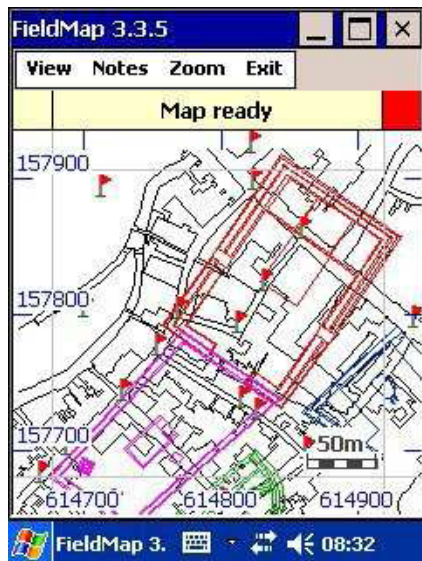 FieldMap 3.3.5
View Notes Zoom Exit
Map ready
157900
157800
157700
50m
614700 614800 614900
FieldMap 3. 08:32